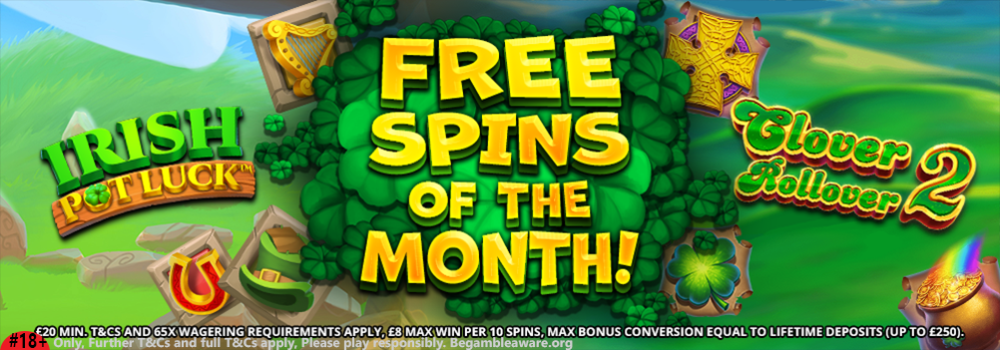 FREE
SPINS
OF THE
MONTH!
IRISH
POT LUCK™
Clover
Rollover 2
£20 MIN. T&CS AND 65X WAGERING REQUIREMENTS APPLY, £8 MAX WIN PER 10 SPINS, MAX BONUS CONVERSION EQUAL TO LIFETIME DEPOSITS (UP TO £250).
#18+ Only, Further T&Cs and full T&Cs apply, Please play responsibly. Begambleaware.org